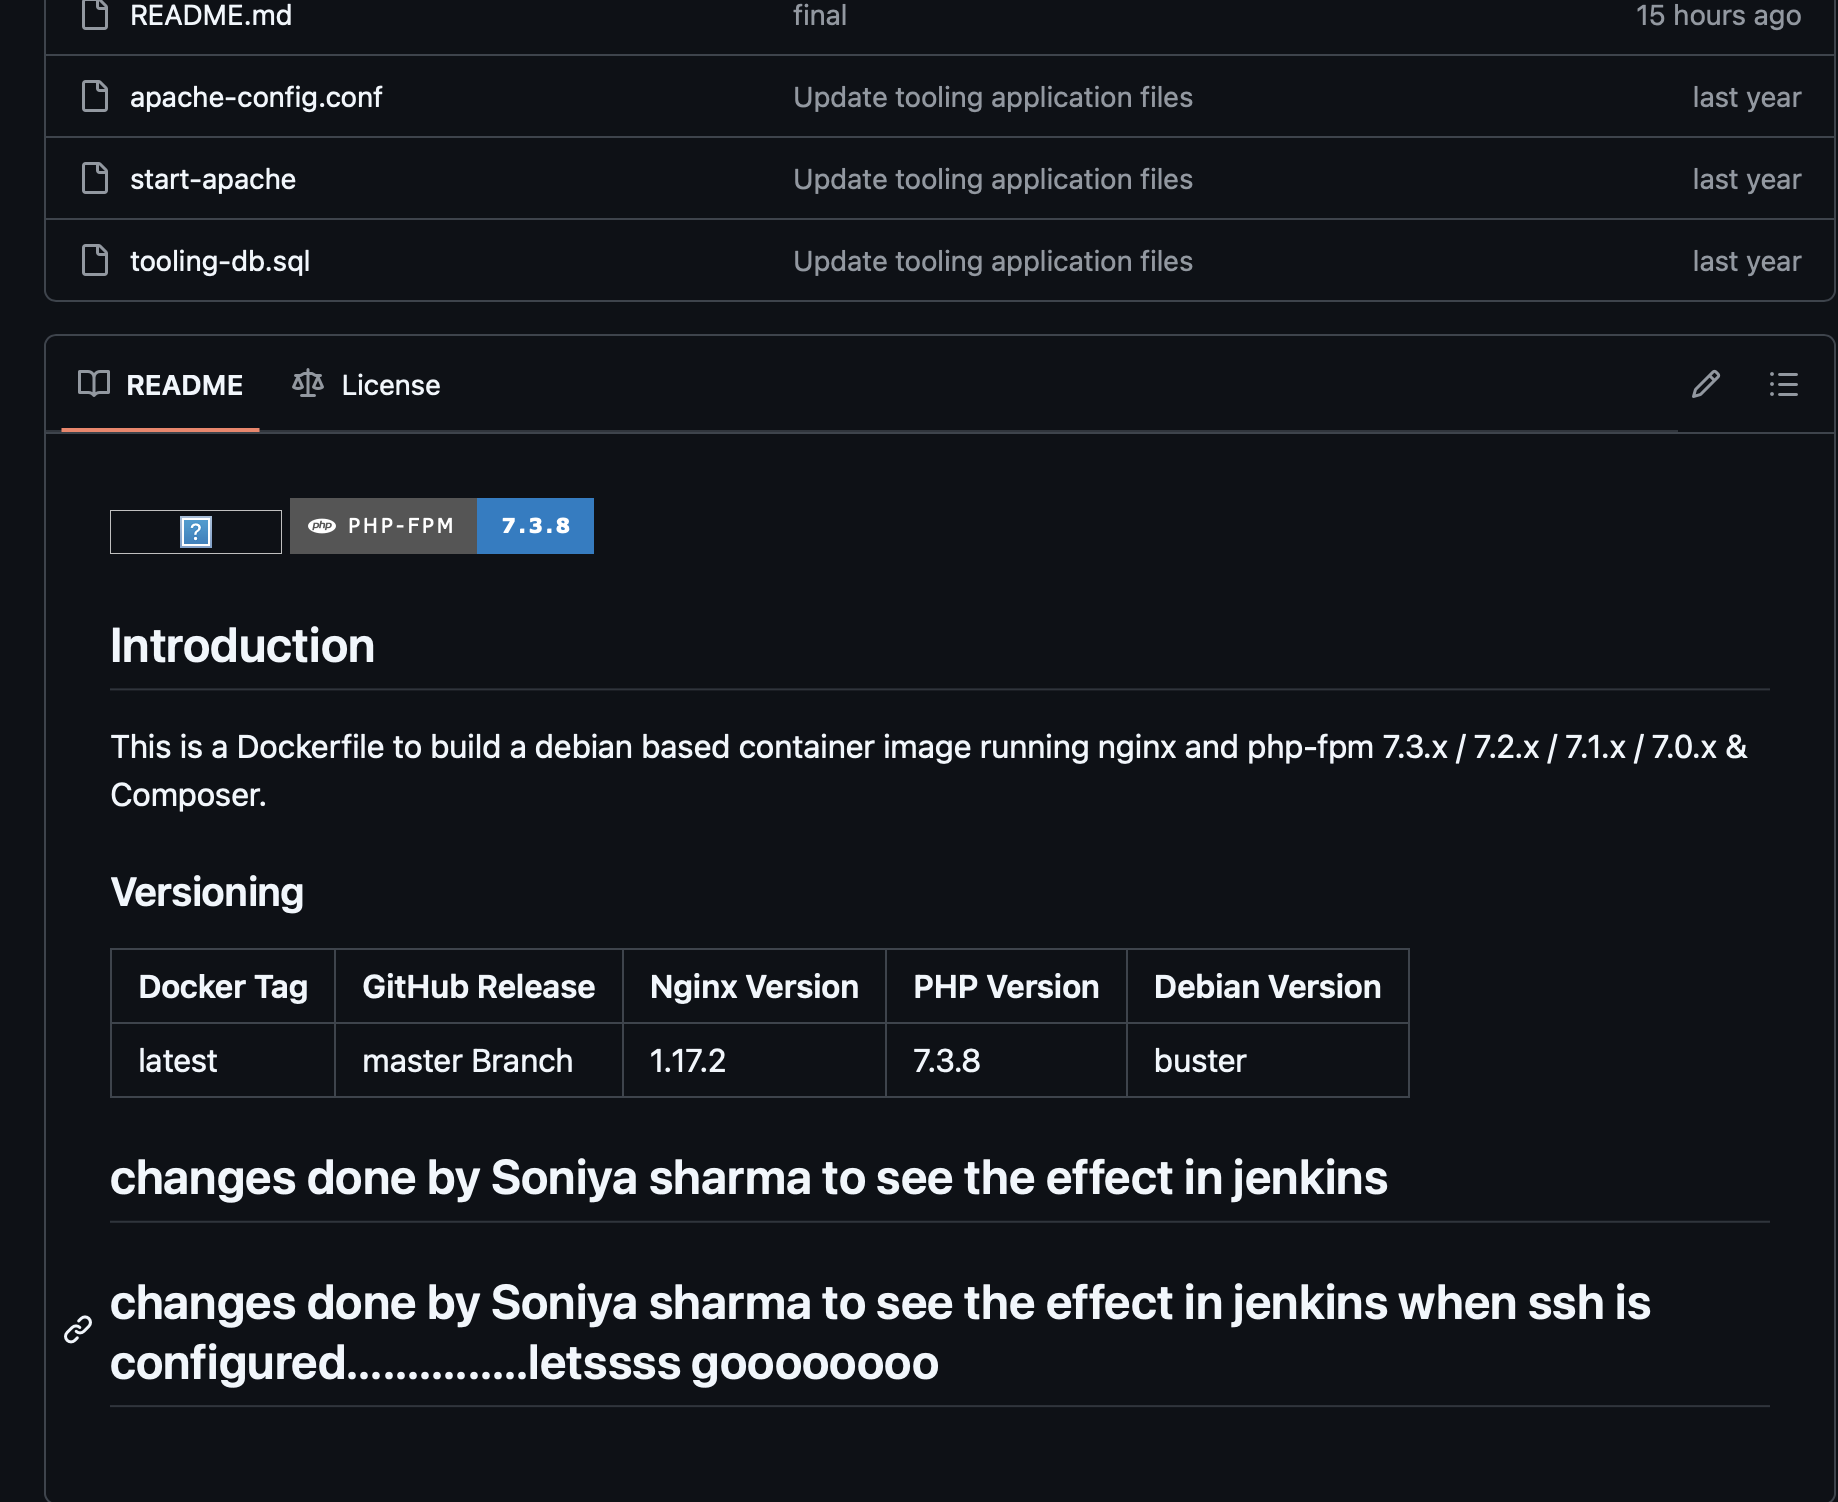 README.md final 15 hours ago
apache-config.conf Update tooling application files last year
start-apache Update tooling application files last year
tooling-db.sql Update tooling application files last year
README License
? php PHP-FPM 7.3.8
Introduction
This is a Dockerfile to build a debian based container image running nginx and php-fpm 7.3.x / 7.2.x / 7.1.x / 7.0.x &
Composer.
Versioning
Docker Tag GitHub Release Nginx Version PHP Version Debian Version
latest master Branch 1.17.2 7.3.8 buster
changes done by Soniya sharma to see the effect in jenkins
changes done by Soniya sharma to see the effect in jenkins when ssh is
configured...............letssss goooooooo